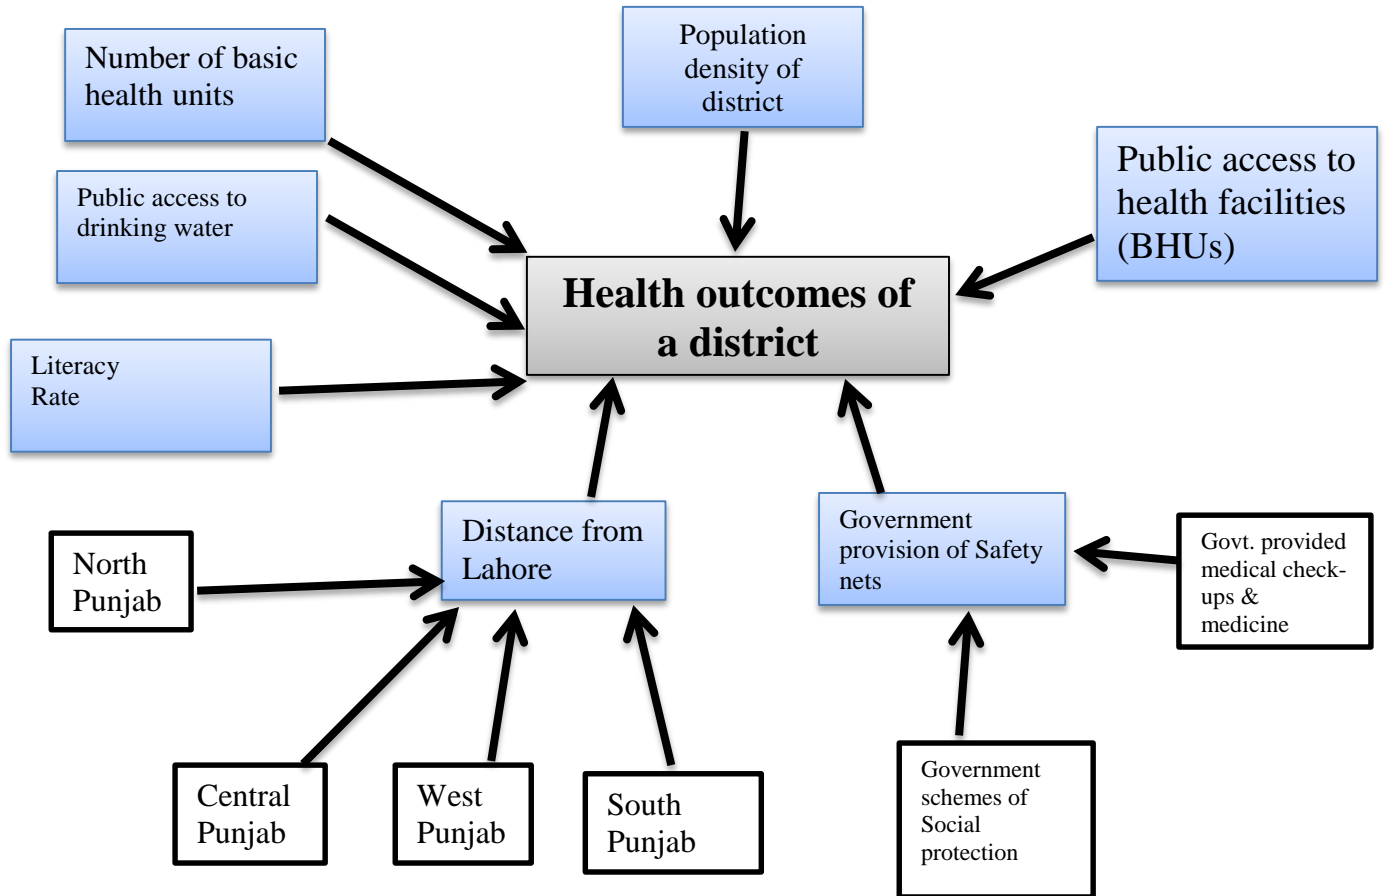 Number of basic
health units
Population
density of
district
Public access to
health facilities
(BHUs)
Public access to
drinking water
Health outcomes of
a district
Literacy
Rate
Distance from
Lahore
Government
provision of Safety
nets
North
Punjab
Govt. provided
medical check-
ups &
medicine
Central
Punjab
West
Punjab
South
Punjab
Government
schemes of
Social
protection